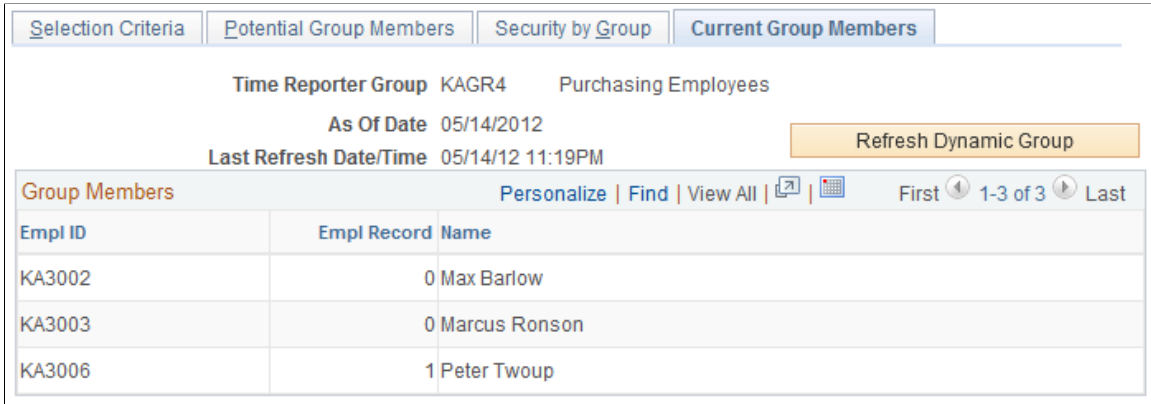 Selection Criteria Potential Group Members Security by Group Current Group Members
Time Reporter Group KAGR4 Purchasing Employees
As Of Date 05/14/2012
Refresh Dynamic Group
Last Refresh Date/Time 05/14/12 11:19PM
Group Members Personalize | Find | View All | | First 1-3 of 3 Last
Empl ID Empl Record Name
KA3002 0 Max Barlow
KA3003 0 Marcus Ronson
KA3006 1 Peter Twoup